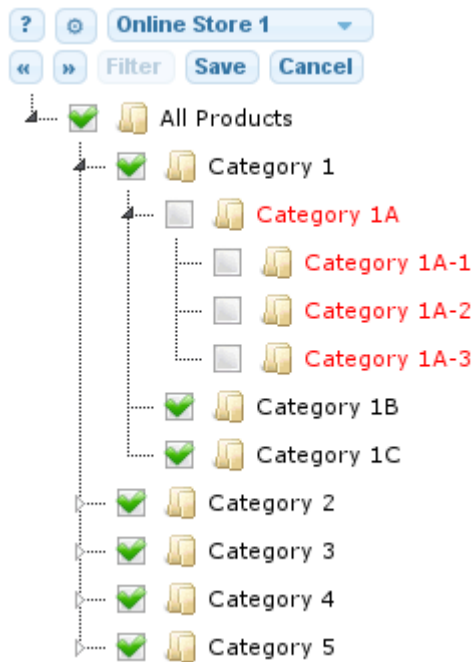 ? Online Store 1
« » Filter Save Cancel
All Products
Category 1
Category 1A
Category 1A-1
Category 1A-2
Category 1A-3
Category 1B
Category 1C
Category 2
Category 3
Category 4
Category 5